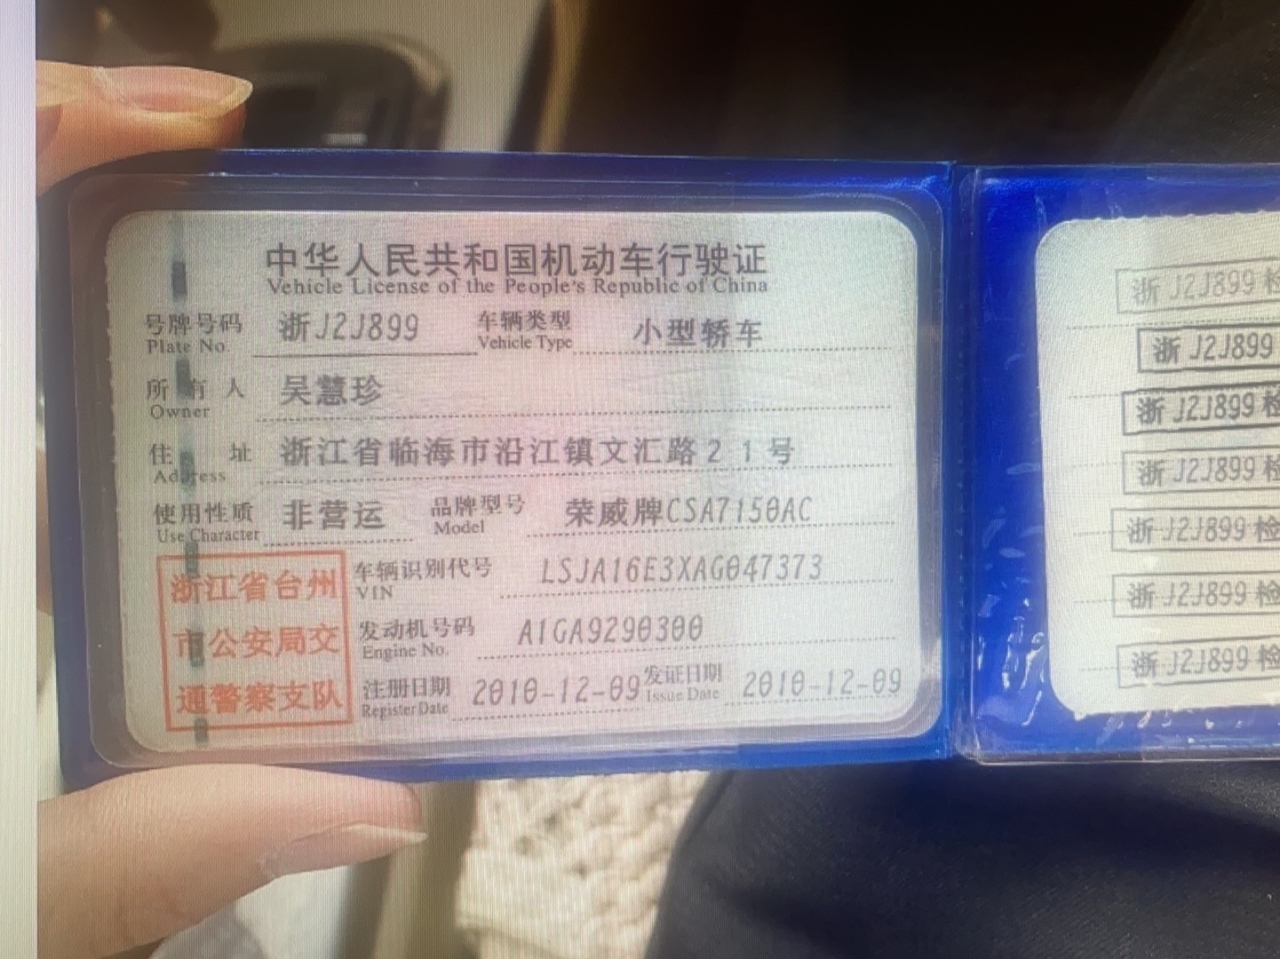 中华人民共和国机动车行驶证
Vehicle License of the People's Republic of China
号牌号码 浙J2J899 车辆类型 小型轿车
Plate No. Vehicle Type
所有人 吴慧珍
Owner
住址 浙江省临海市沿江镇文汇路21号
Address
使用性质 非营运 品牌型号 荣威牌CSA7150AC
Use Character Model
浙江省台州
市公安局交
通警察支队
车辆识别代号 LSJA16E3XAG047373
VIN
发动机号码 A1GA9290300
Engine No.
注册日期 2010-12-09 发证日期 2010-12-09
Register Date Issue Date
浙J2J899检
浙J2J899
浙J2J899检
浙J2J899检
浙J2J899检
浙J2J899检
浙J2J899检